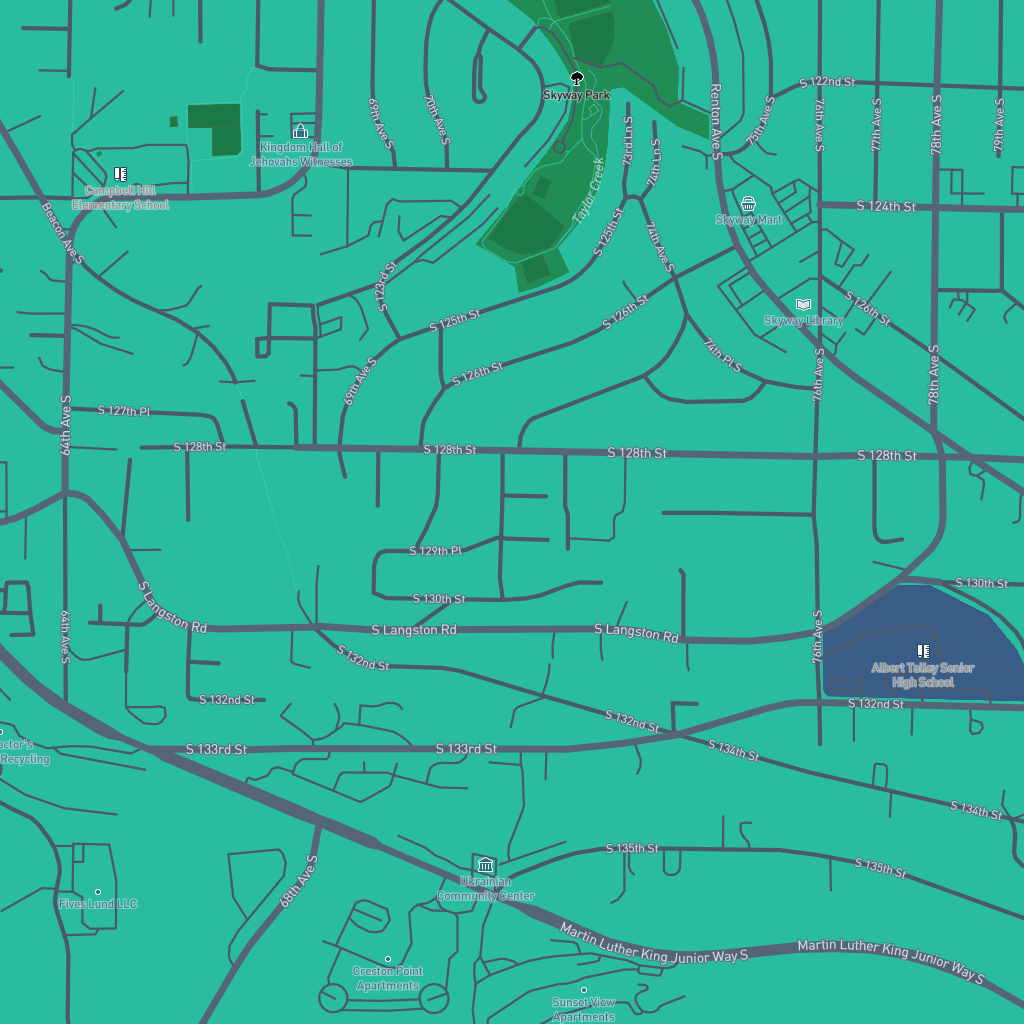 S 122nd St
Skyway Park
69th Ave S
70th Ave S
Renton Ave S
75th Ave S
76th Ave S
77th Ave S
78th Ave S
79th Ave S
73rd Ln S
74th Ln S
Kingdom Hall of
Jehovahs Witnesses
Campbell Hill
Elementary School
Taylor Creek
Beacon Ave S
S 125th St
74th Ave S
Skyway Mart
S 124th St
S 123rd St
S 126th St
S 126th St
Skyway Library
S 125th St
74th Pl S
76th Ave S
78th Ave S
69th Ave S
S 126th St
64th Ave S
S 127th Pl
S 128th St
S 128th St
S 128th St
S 128th St
S 129th Pl
S 130th St
S 130th St
S Langston Rd
S Langston Rd
S Langston Rd
64th Ave S
76th Ave S
S 132nd St
Albert Talley Senior
High School
S 132nd St
S 132nd St
S 132nd St
actor's
Recycling
S 133rd St
S 133rd St
S 134th St
S 134th St
S 135th St
S 135th St
68th Ave S
Ukrainian
Community Center
Fives Lund LLC
Martin Luther King Junior Way S
Martin Luther King Junior Way S
Creston Point
Apartments
Sunset View
Apartments